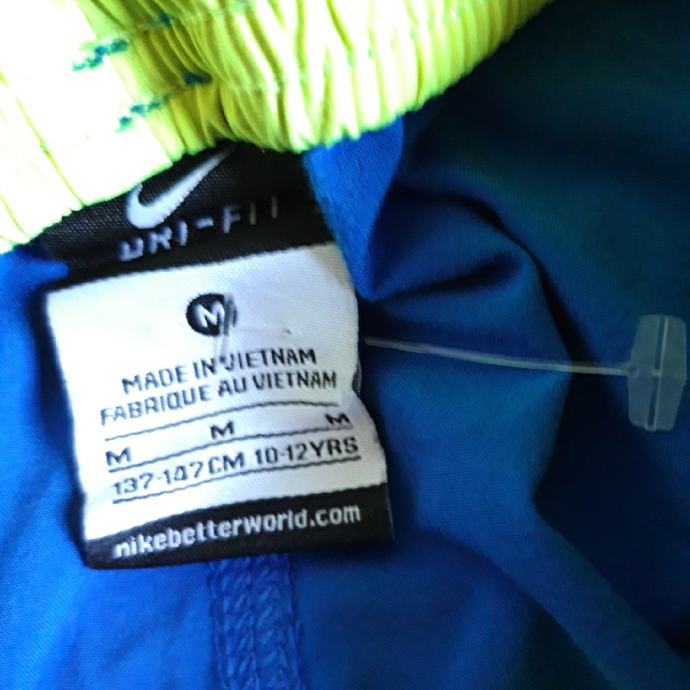 DRI-FIT
M
MADE IN VIETNAM
FABRIQUE AU VIETNAM
M M M
137-147CM 10-12YRS
nikebetterworld.com